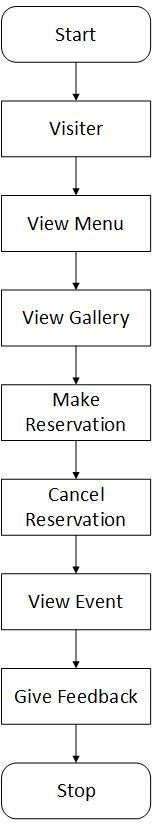 Start
Visiter
View Menu
View Gallery
Make
Reservation
Cancel
Reservation
View Event
Give Feedback
Stop